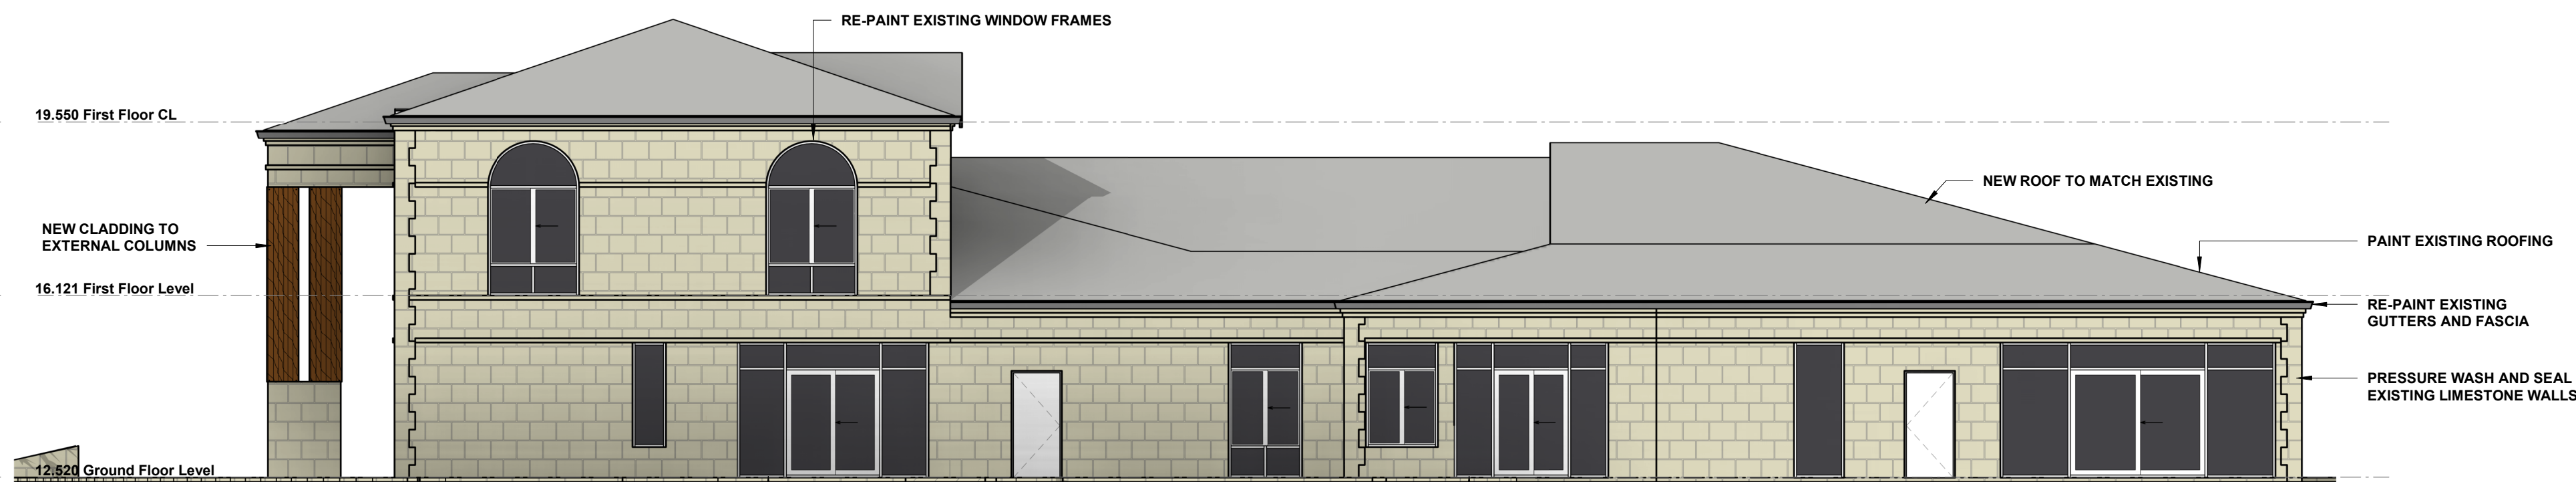 RE-PAINT EXISTING WINDOW FRAMES
19.550 First Floor CL
NEW ROOF TO MATCH EXISTING
NEW CLADDING TO
EXTERNAL COLUMNS
PAINT EXISTING ROOFING
16.121 First Floor Level
RE-PAINT EXISTING
GUTTERS AND FASCIA
PRESSURE WASH AND SEAL
EXISTING LIMESTONE WALLS
12.520 Ground Floor Level